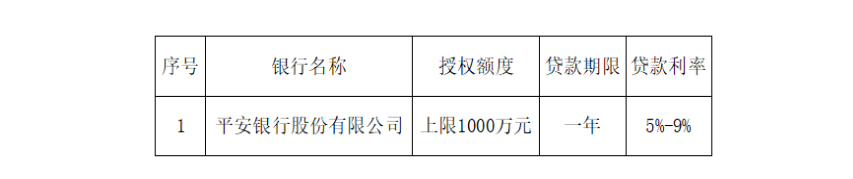 序号 银行名称 授权额度 贷款期限 贷款利率
1 平安银行股份有限公司 上限1000万元 一年 5%-9%